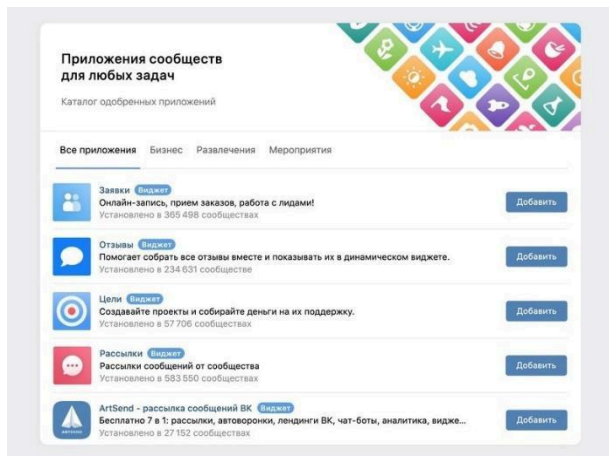 Приложения сообществ
для любых задач
Каталог одобренных приложений
Все приложения Бизнес Развлечения Мероприятия
Заявки Виджет
Онлайн-запись, прием заказов, работа с лидами!
Установлено в 365 498 сообществах
Добавить
Отзывы Виджет
Помогает собрать все отзывы вместе и показывать их в динамическом виджете.
Установлено в 234 631 сообществе
Добавить
Цели Виджет
Создавайте проекты и собирайте деньги на их поддержку.
Установлено в 57 706 сообществах
Добавить
Рассылки Виджет
Рассылки сообщений от сообщества
Установлено в 583 550 сообществах
Добавить
ArtSend - рассылка сообщений ВК Виджет
Бесплатно 7 в 1: рассылки, автоворонки, лендинги ВК, чат-боты, аналитика, видже...
Установлено в 27 152 сообществах
Добавить
ARTSEND